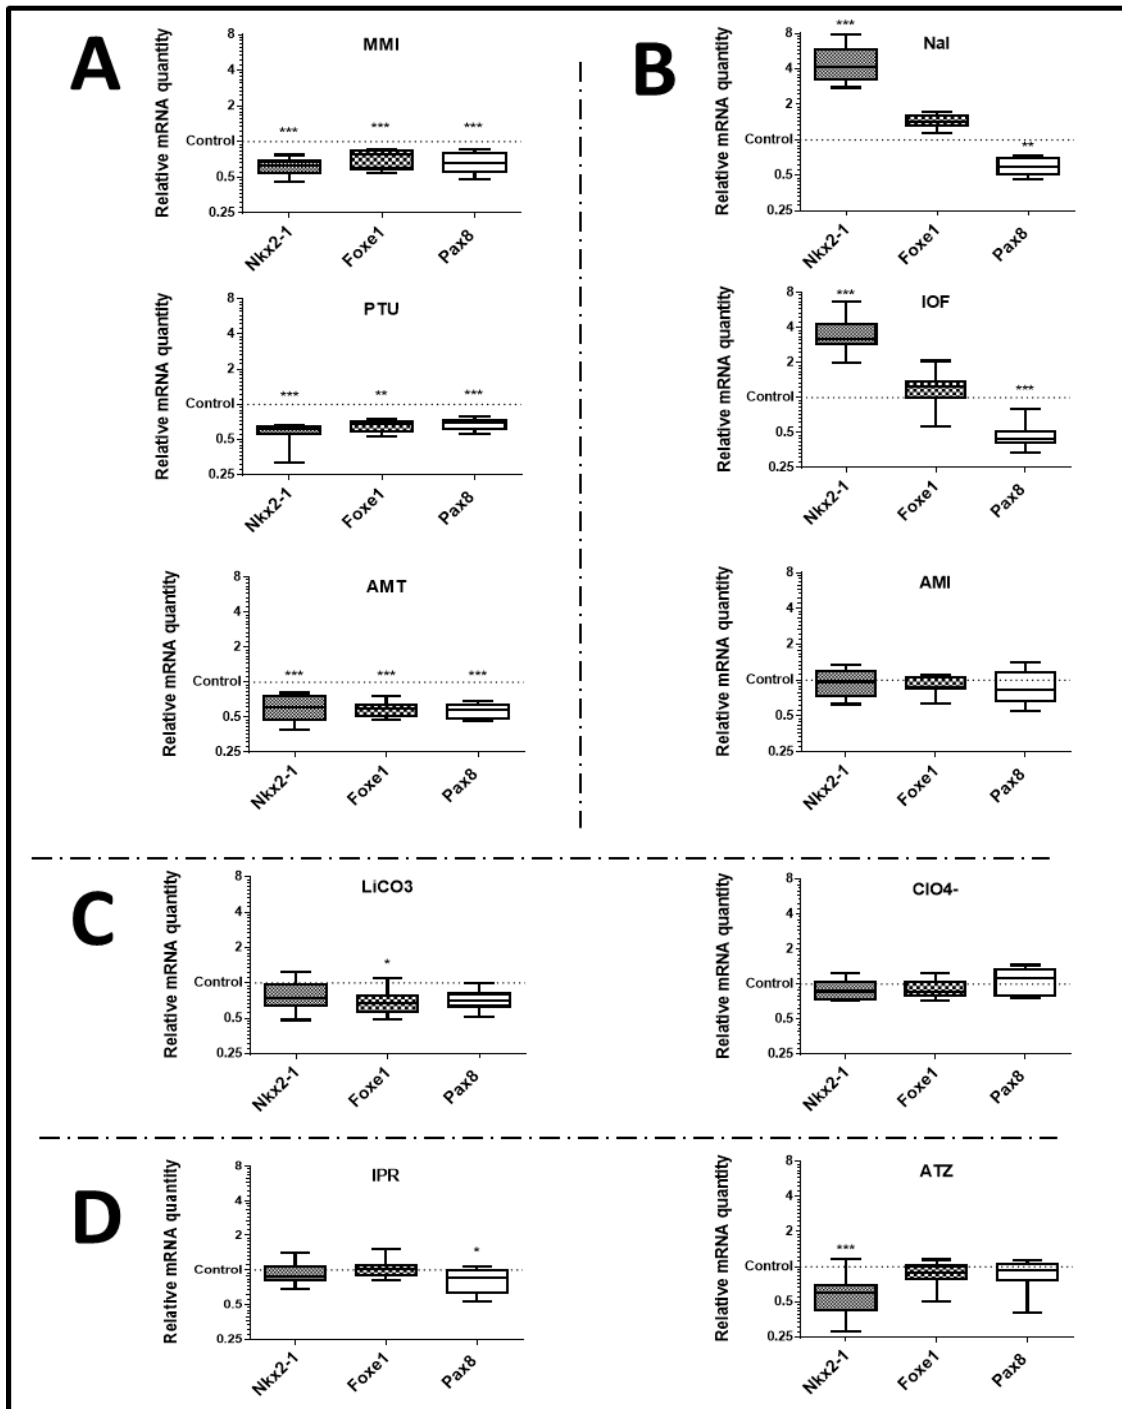 A
MMI
Relative mRNA quantity
8
4
2
Control
0.5
0.25
***
***
***
Nkx2-1
Foxe1
Pax8
PTU
Relative mRNA quantity
8
4
2
Control
0.5
0.25
***
**
***
Nkx2-1
Foxe1
Pax8
AMT
Relative mRNA quantity
8
4
2
Control
0.5
0.25
***
***
***
Nkx2-1
Foxe1
Pax8
B
NaI
Relative mRNA quantity
8
4
2
Control
0.5
0.25
***
**
Nkx2-1
Foxe1
Pax8
IOF
Relative mRNA quantity
8
4
2
Control
0.5
0.25
***
***
Nkx2-1
Foxe1
Pax8
AMI
Relative mRNA quantity
8
4
2
Control
0.5
0.25
Nkx2-1
Foxe1
Pax8
C
LiCO3
Relative mRNA quantity
8
4
2
Control
0.5
0.25
*
Nkx2-1
Foxe1
Pax8
ClO4-
Relative mRNA quantity
8
4
2
Control
0.5
0.25
Nkx2-1
Foxe1
Pax8
D
IPR
Relative mRNA quantity
8
4
2
Control
0.5
0.25
*
Nkx2-1
Foxe1
Pax8
ATZ
Relative mRNA quantity
8
4
2
Control
0.5
0.25
***
Nkx2-1
Foxe1
Pax8